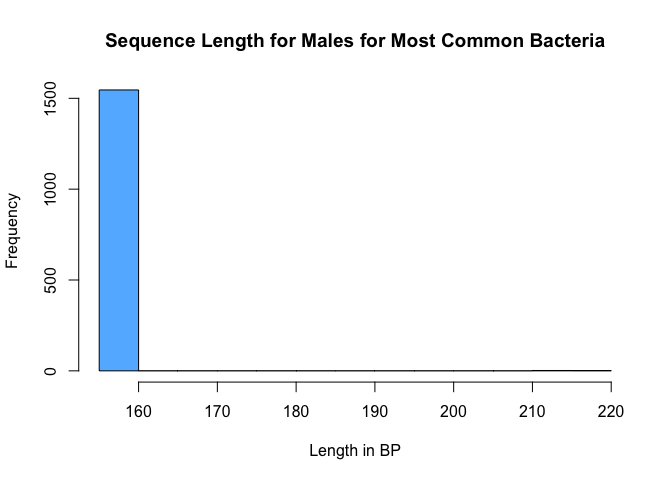 Sequence Length for Males for Most Common Bacteria
Frequency
1500
1000
500
0
160 170 180 190 200 210 220
Length in BP